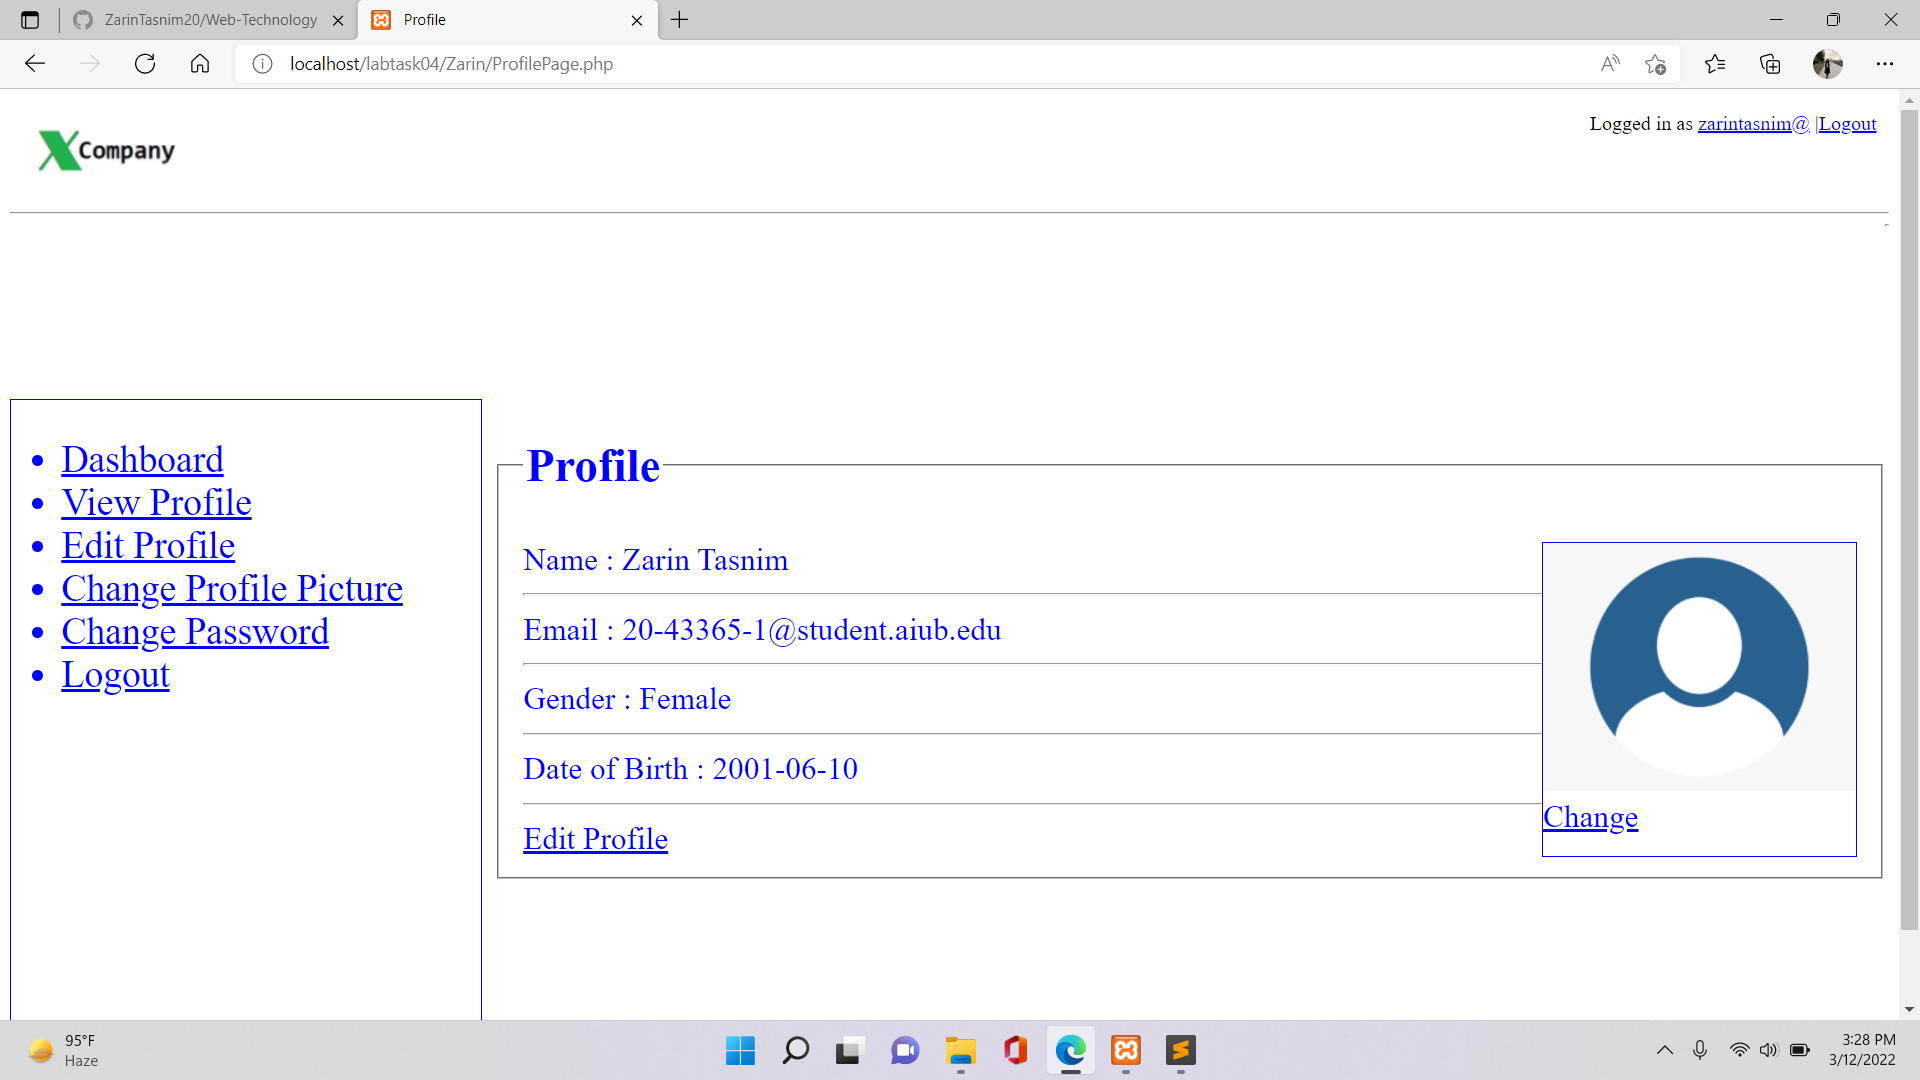 ZarinTasnim20/Web-Technology
Profile
localhost/labtask04/Zarin/ProfilePage.php
XCompany
Logged in as zarintasnim@ |Logout
Dashboard
View Profile
Edit Profile
Change Profile Picture
Change Password
Logout
Profile
Name : Zarin Tasnim
Email : 20-43365-1@student.aiub.edu
Gender : Female
Date of Birth : 2001-06-10
Edit Profile
Change
95°F
Haze
3:28 PM
3/12/2022